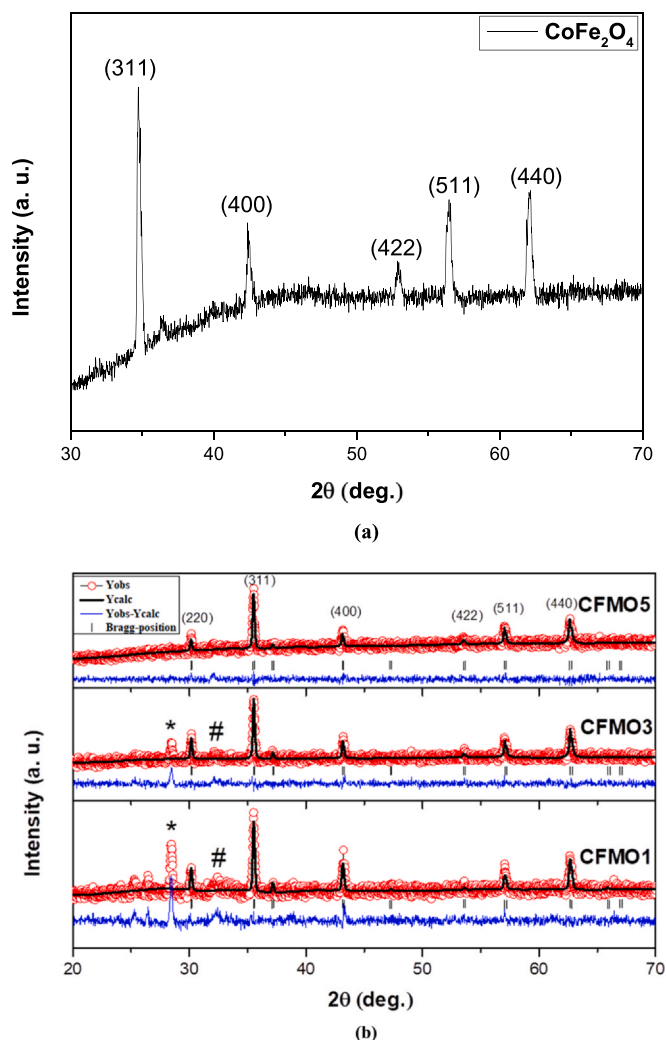 CoFe₂O₄
(311)
(400)
(422)
(511)
(440)
Intensity (a. u.)
30 40 50 60 70
2θ (deg.)
(a)
Yobs
Ycalc
Yobs-Ycalc
Bragg-position
(220)
(311)
(400)
(422)
(511)
(440)
CFMO5
*
#
CFMO3
*
#
CFMO1
Intensity (a. u.)
20 30 40 50 60 70
2θ (deg.)
(b)